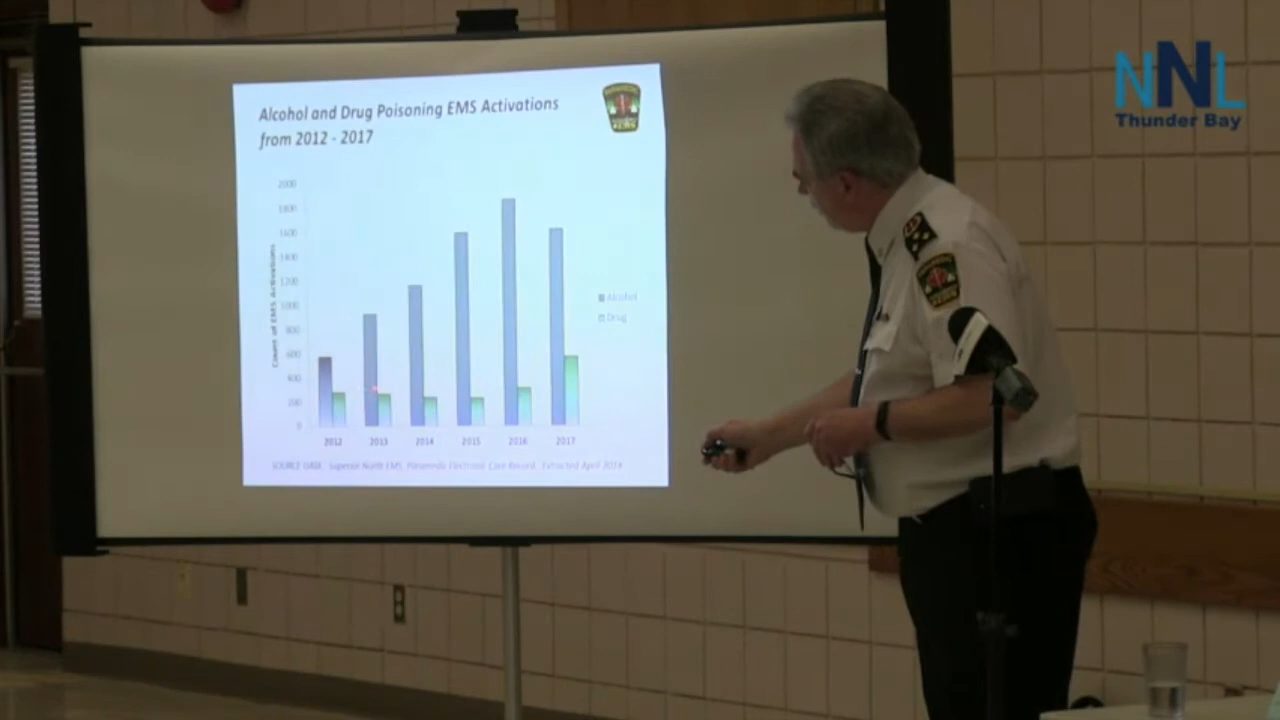 NNL
Thunder Bay
Alcohol and Drug Poisoning EMS Activations
from 2012 - 2017
2000
1800
1600
1400
1200
1000
800
600
400
200
0
Count of EMS Activations
Alcohol
Drug
2012 2013 2014 2015 2016 2017
SOURCE DATA: Superior North EMS, Paramedic Electronic Care Record. Extracted April